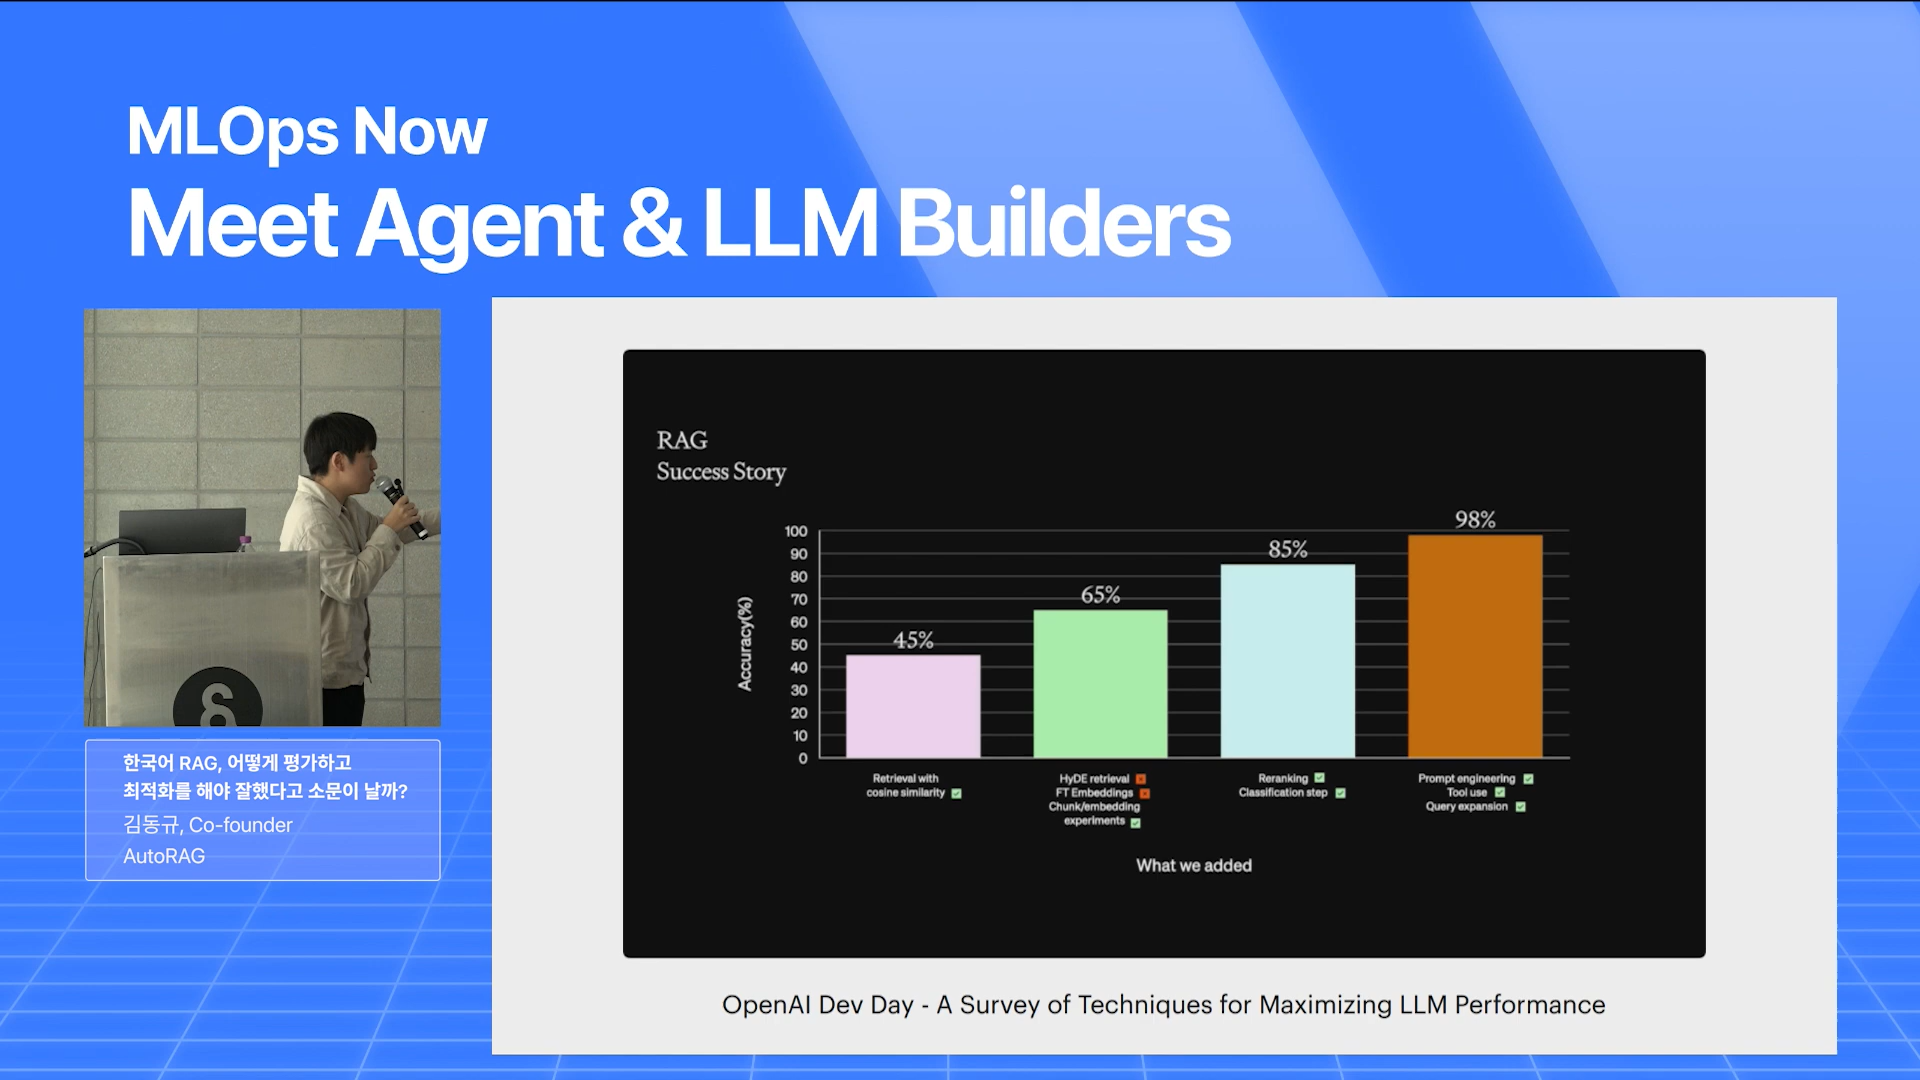 MLOps Now
Meet Agent & LLM Builders
한국어 RAG, 어떻게 평가하고
최적화를 해야 잘했다고 소문이 날까?
김동규, Co-founder
AutoRAG
RAG
Success Story
Accuracy(%)
100
90
80
70
60
50
40
30
20
10
0
45%
65%
85%
98%
Retrieval with
cosine similarity ✅
HyDE retrieval
FT Embeddings
Chunk/embedding
experiments ✅
Reranking ✅
Classification step ✅
Prompt engineering ✅
Tool use ✅
Query expansion ✅
What we added
OpenAI Dev Day - A Survey of Techniques for Maximizing LLM Performance